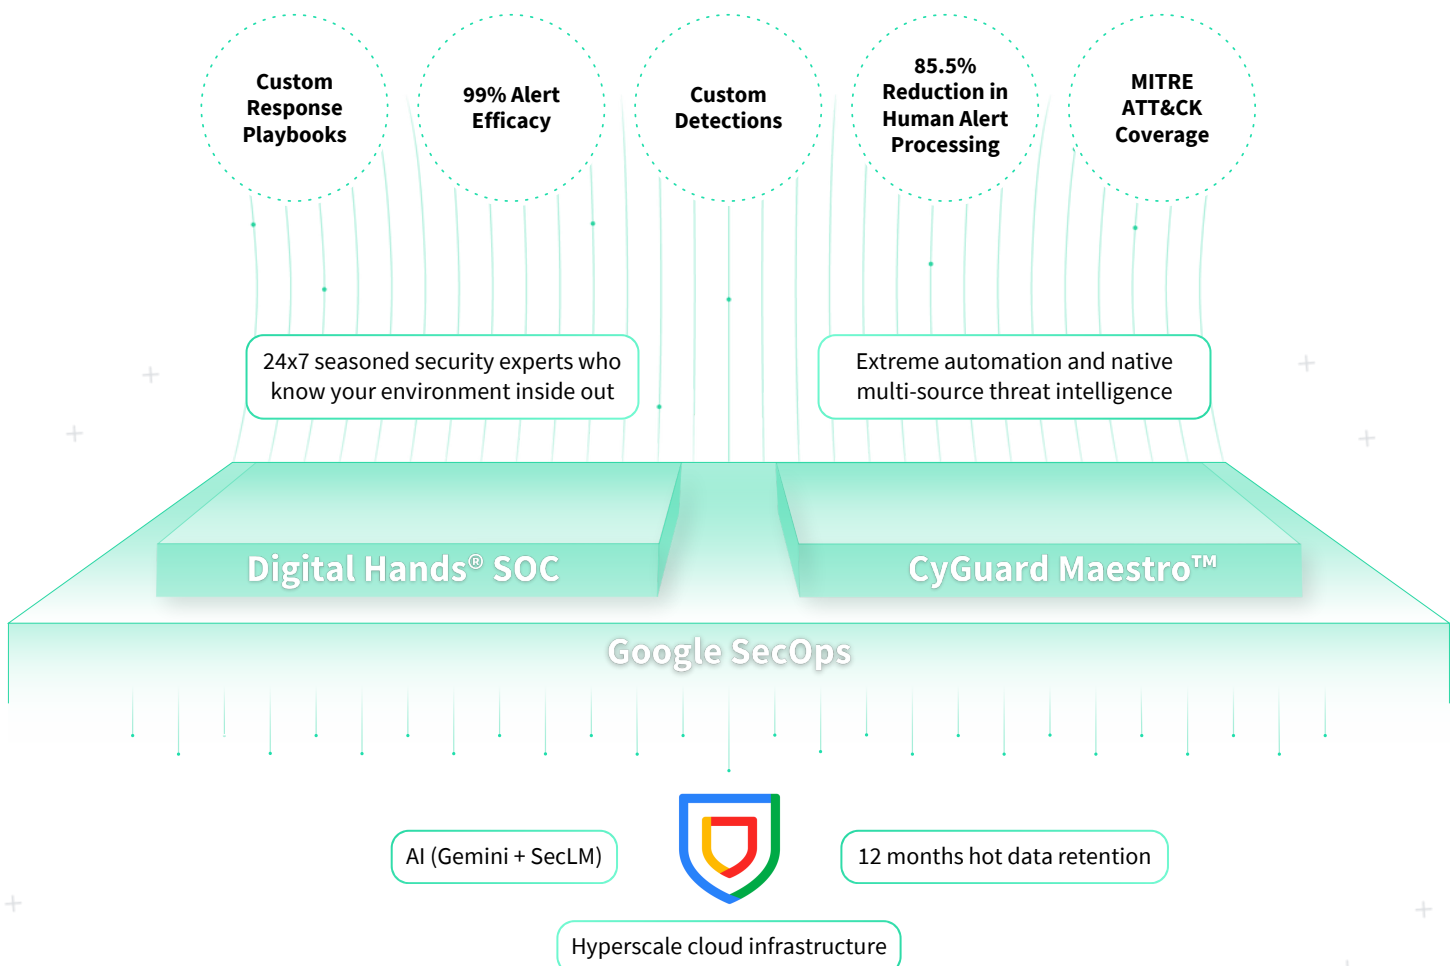 Custom
Response
Playbooks
99% Alert
Efficacy
Custom
Detections
85.5%
Reduction in
Human Alert
Processing
MITRE
ATT&CK
Coverage
24x7 seasoned security experts who
know your environment inside out
Extreme automation and native
multi-source threat intelligence
Digital Hands® SOC
CyGuard Maestro™
Google SecOps
AI (Gemini + SecLM)
12 months hot data retention
Hyperscale cloud infrastructure